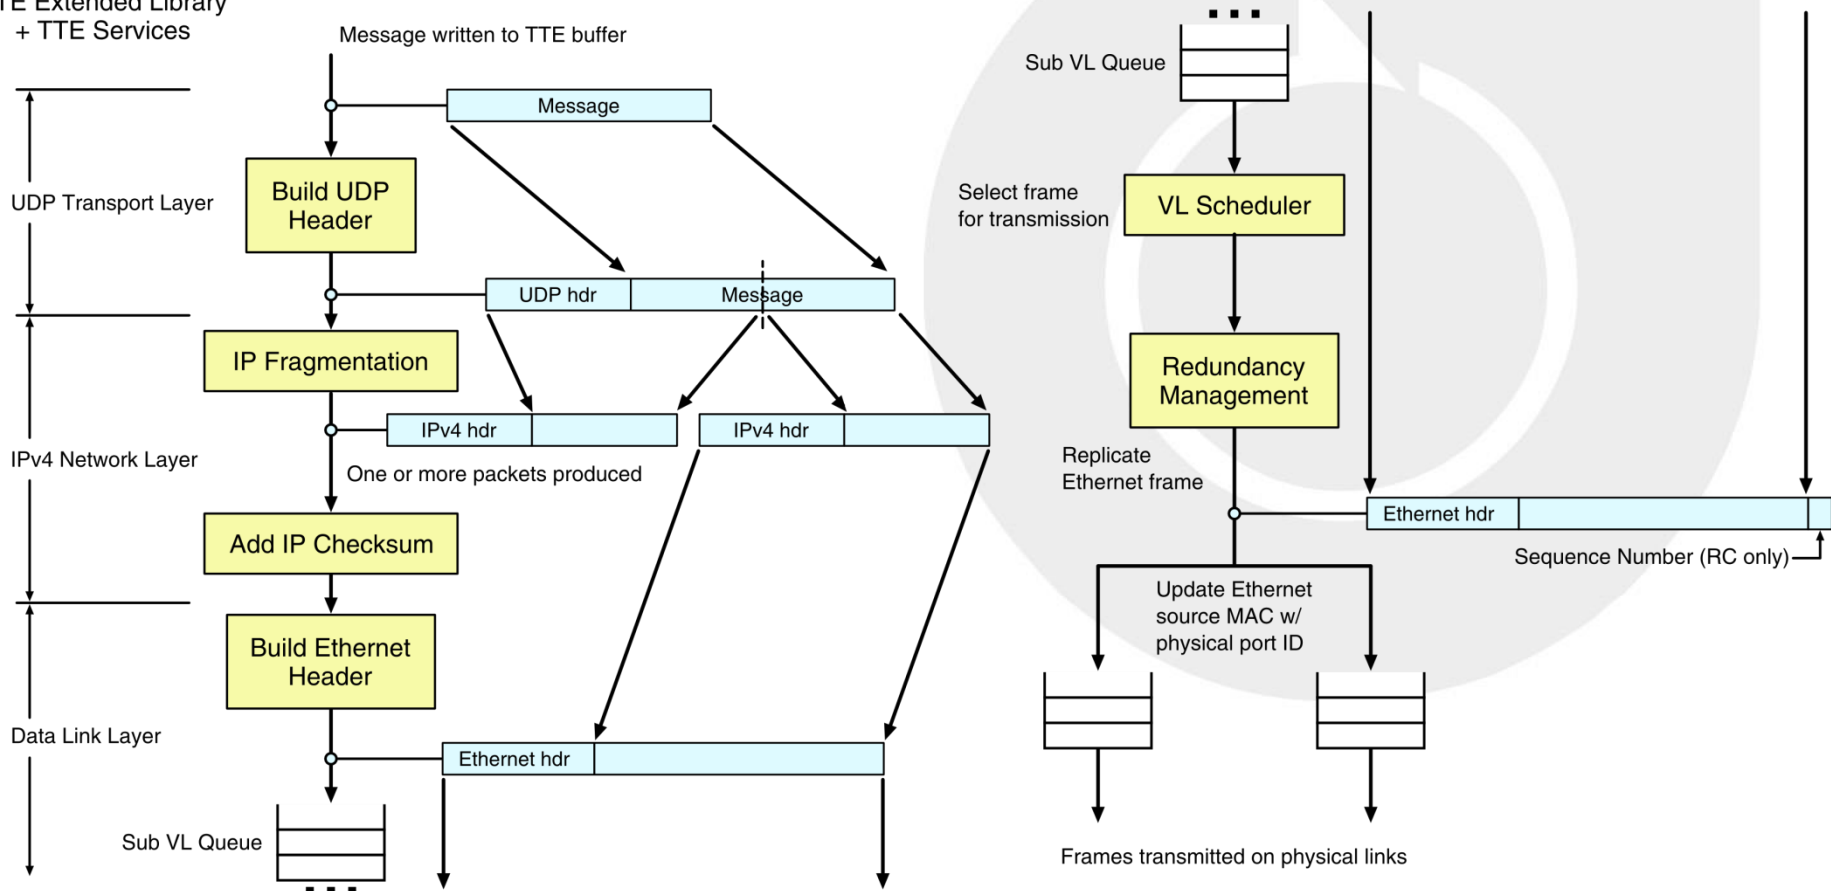 TE Extended Library
+ TTE Services
Message written to TTE buffer
Message
UDP Transport Layer
Build UDP
Header
UDP hdr
Message
IP Fragmentation
IPv4 hdr
IPv4 hdr
IPv4 Network Layer
One or more packets produced
Add IP Checksum
Build Ethernet
Header
Data Link Layer
Ethernet hdr
Sub VL Queue
Sub VL Queue
Select frame
for transmission
VL Scheduler
Redundancy
Management
Replicate
Ethernet frame
Ethernet hdr
Sequence Number (RC only)
Update Ethernet
source MAC w/
physical port ID
Frames transmitted on physical links